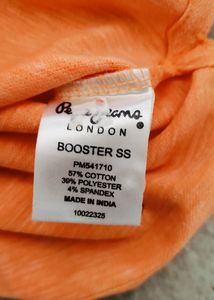 Pepe Jeans
LONDON
BOOSTER SS
PM541710
57% COTTON
39% POLYESTER
4% SPANDEX
MADE IN INDIA
10022325